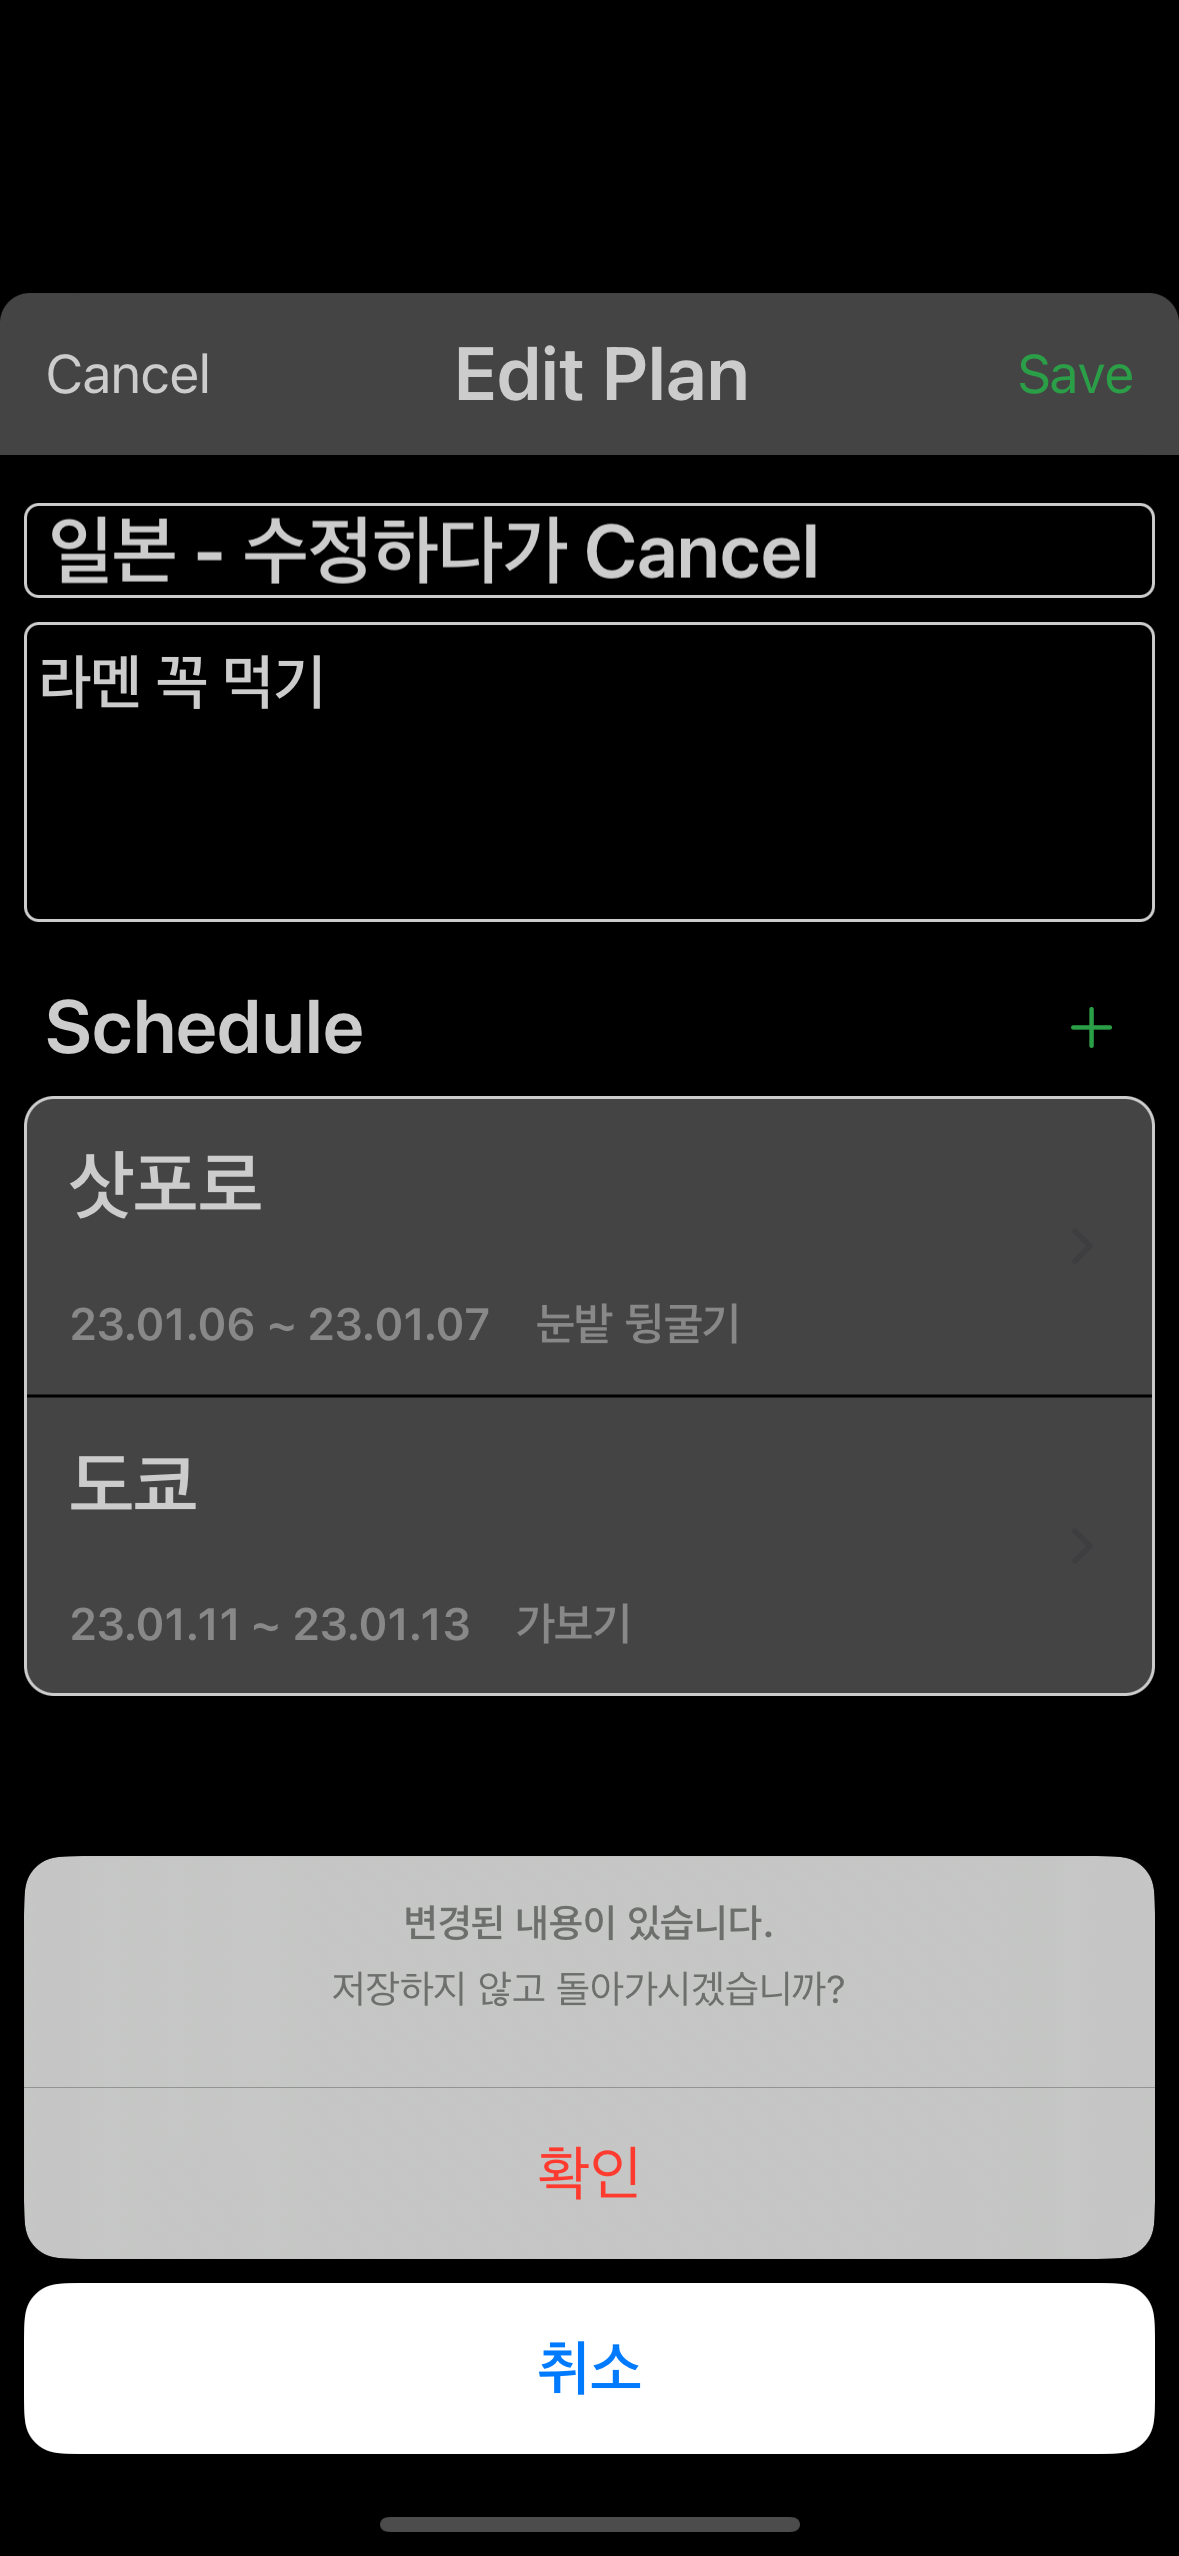 Cancel Edit Plan Save
일본 - 수정하다가 Cancel
라멘 꼭 먹기
Schedule +
삿포로
23.01.06 ~ 23.01.07 눈밭 뒹굴기
도쿄
23.01.11 ~ 23.01.13 가보기
변경된 내용이 있습니다.
저장하지 않고 돌아가시겠습니까?
확인
취소